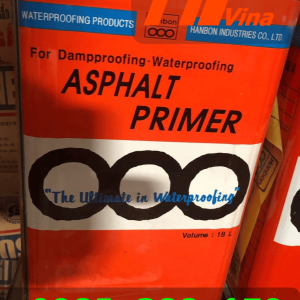 WATERPROOFING PRODUCTS
Vina
HANBON INDUSTRIES CO., LTD.
For Dampproofing·Waterproofing
ASPHALT
PRIMER
"The Ultimate in Waterproofing"
Volume : 18 L